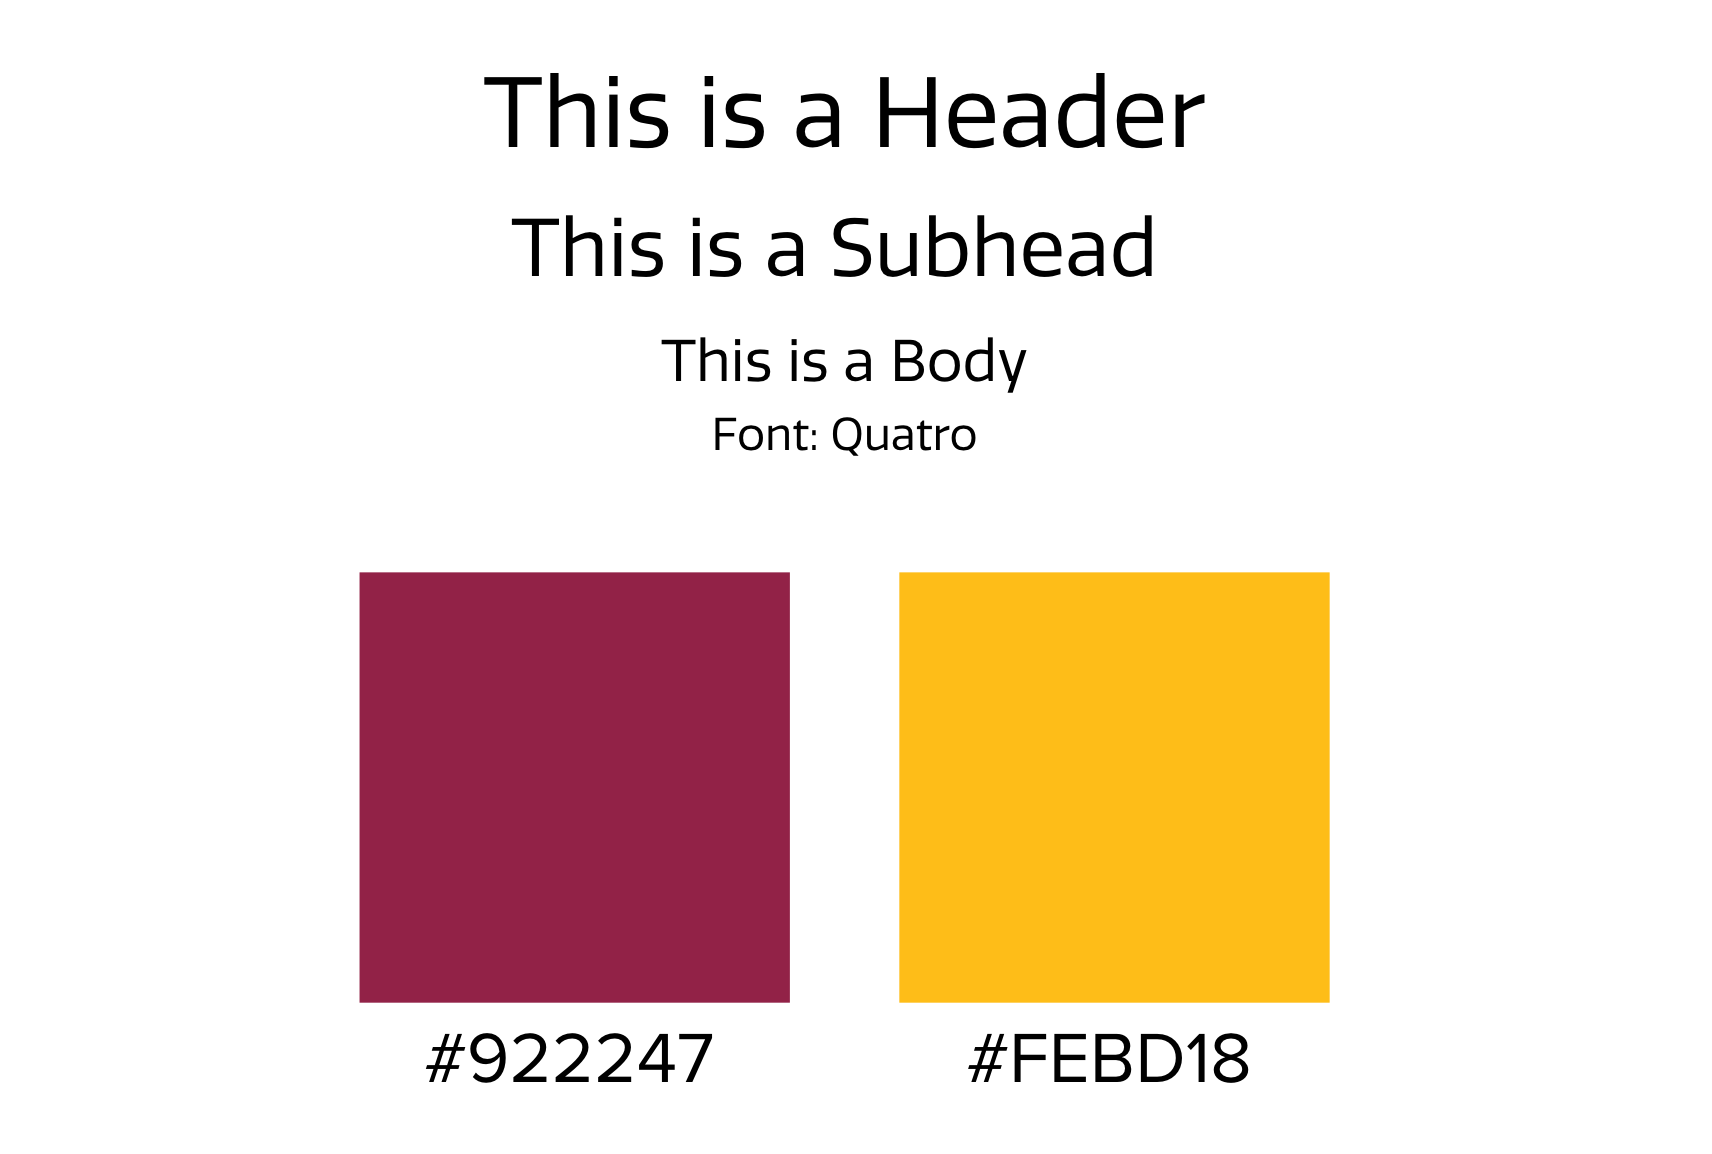 This is a Header
This is a Subhead
This is a Body
Font: Quatro
#922247
#FEBD18